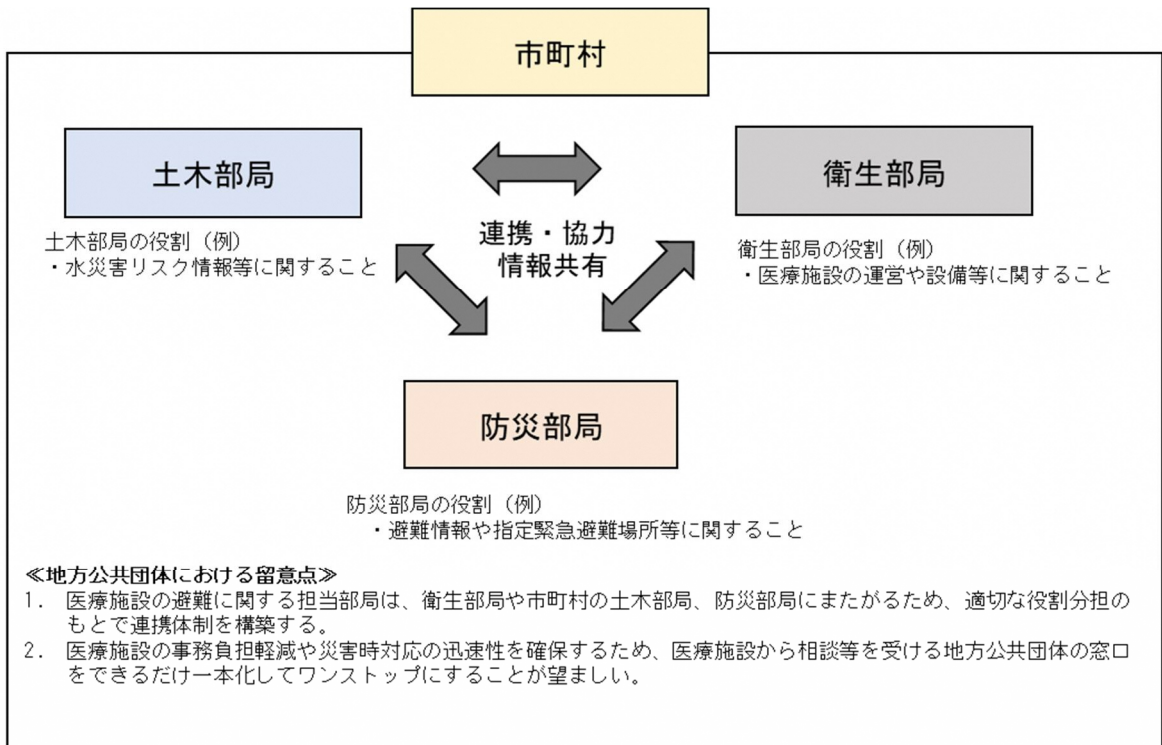 市町村
土木部局
衛生部局
土木部局の役割（例）
・水災害リスク情報等に関すること
連携・協力
情報共有
衛生部局の役割（例）
・医療施設の運営や設備等に関すること
防災部局
防災部局の役割（例）
・避難情報や指定緊急避難場所等に関すること
≪地方公共団体における留意点≫
1． 医療施設の避難に関する担当部局は、衛生部局や市町村の土木部局、防災部局にまたがるため、適切な役割分担の
もとで連携体制を構築する。
2． 医療施設の事務負担軽減や災害時対応の迅速性を確保するため、医療施設から相談等を受ける地方公共団体の窓口
をできるだけ一本化してワンストップにすることが望ましい。